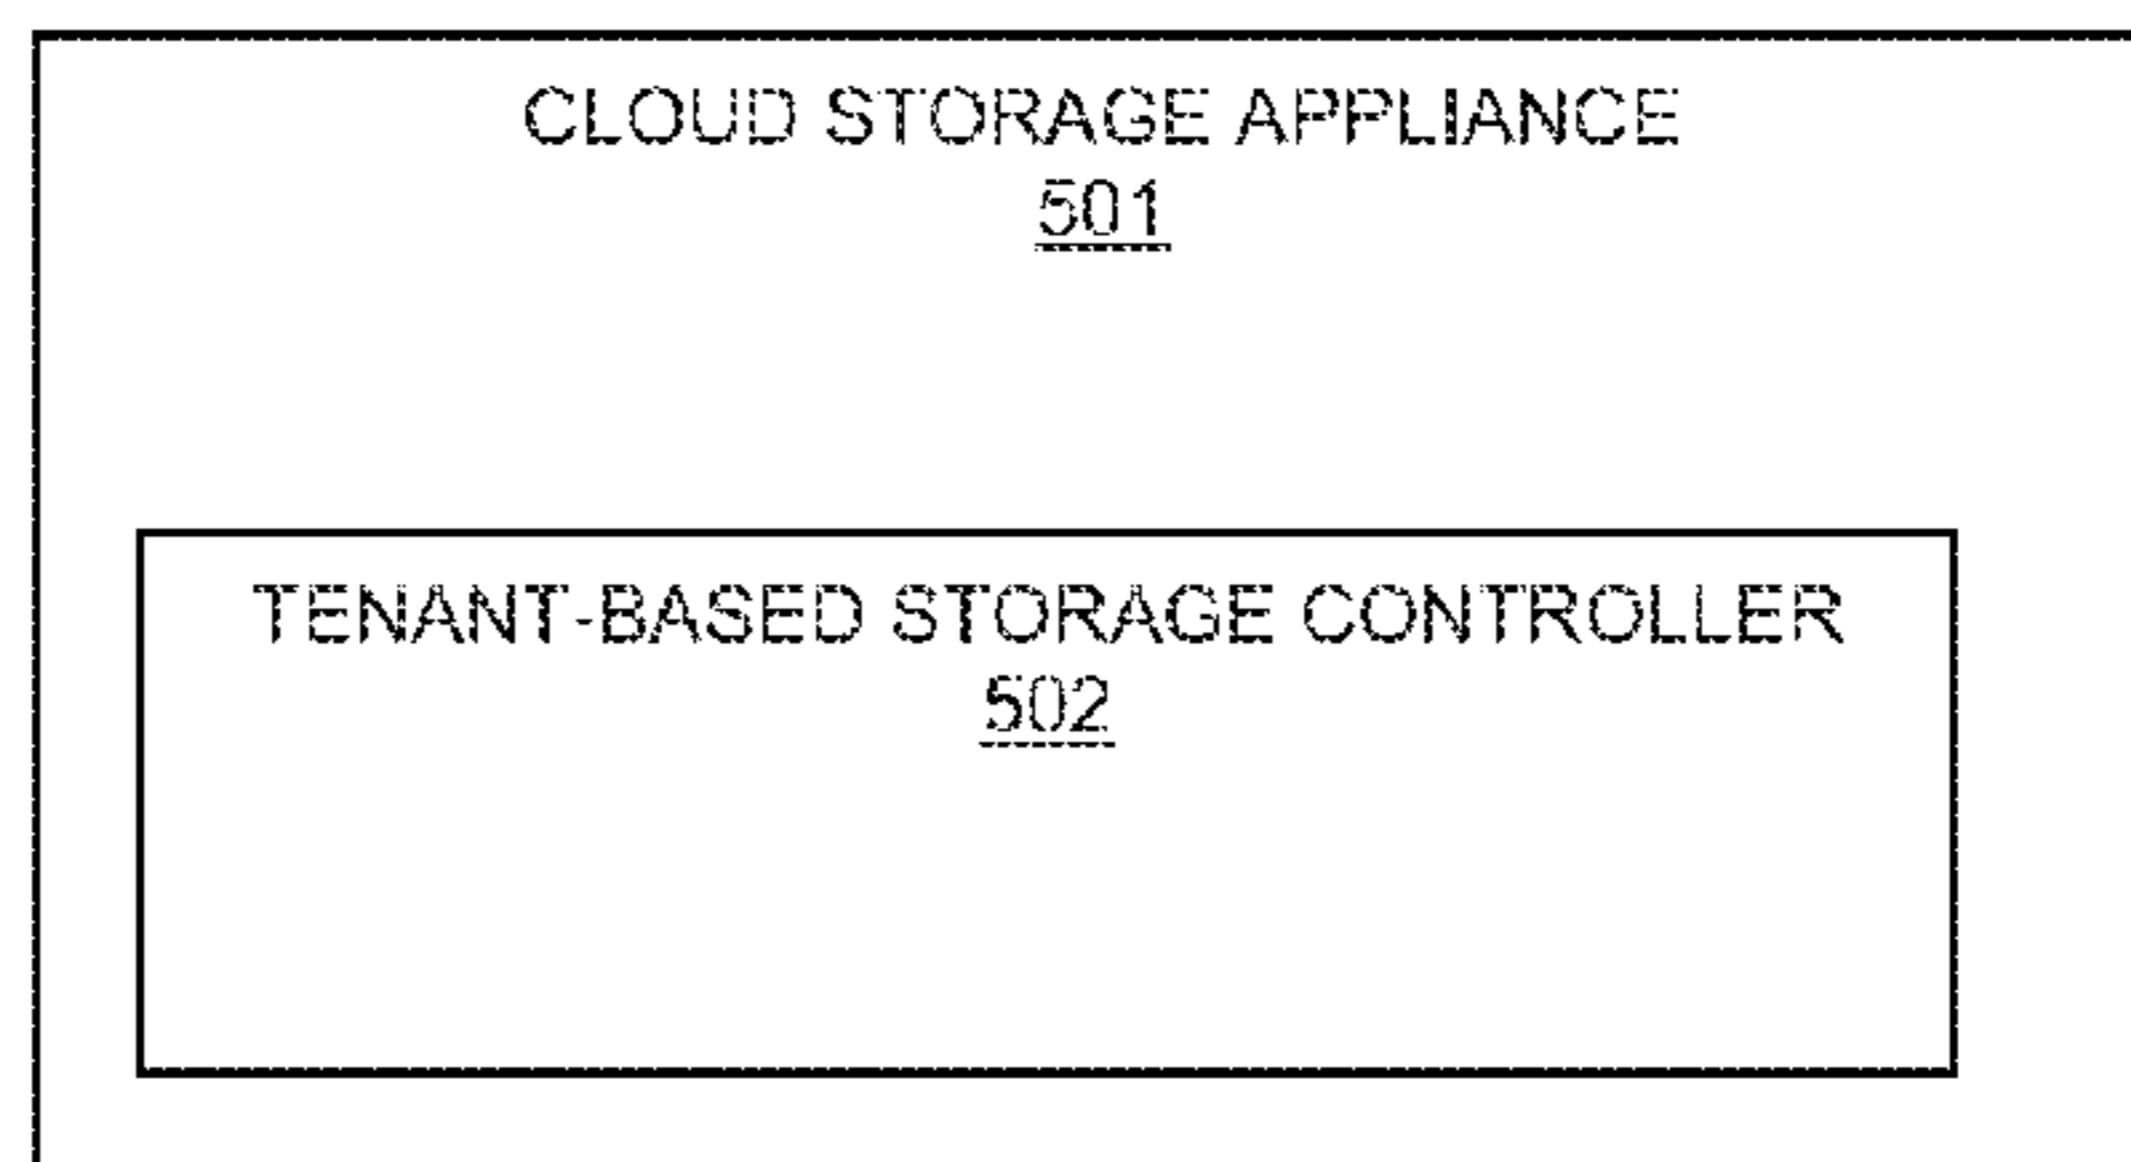 CLOUD STORAGE APPLIANCE
501
TENANT-BASED STORAGE CONTROLLER
502